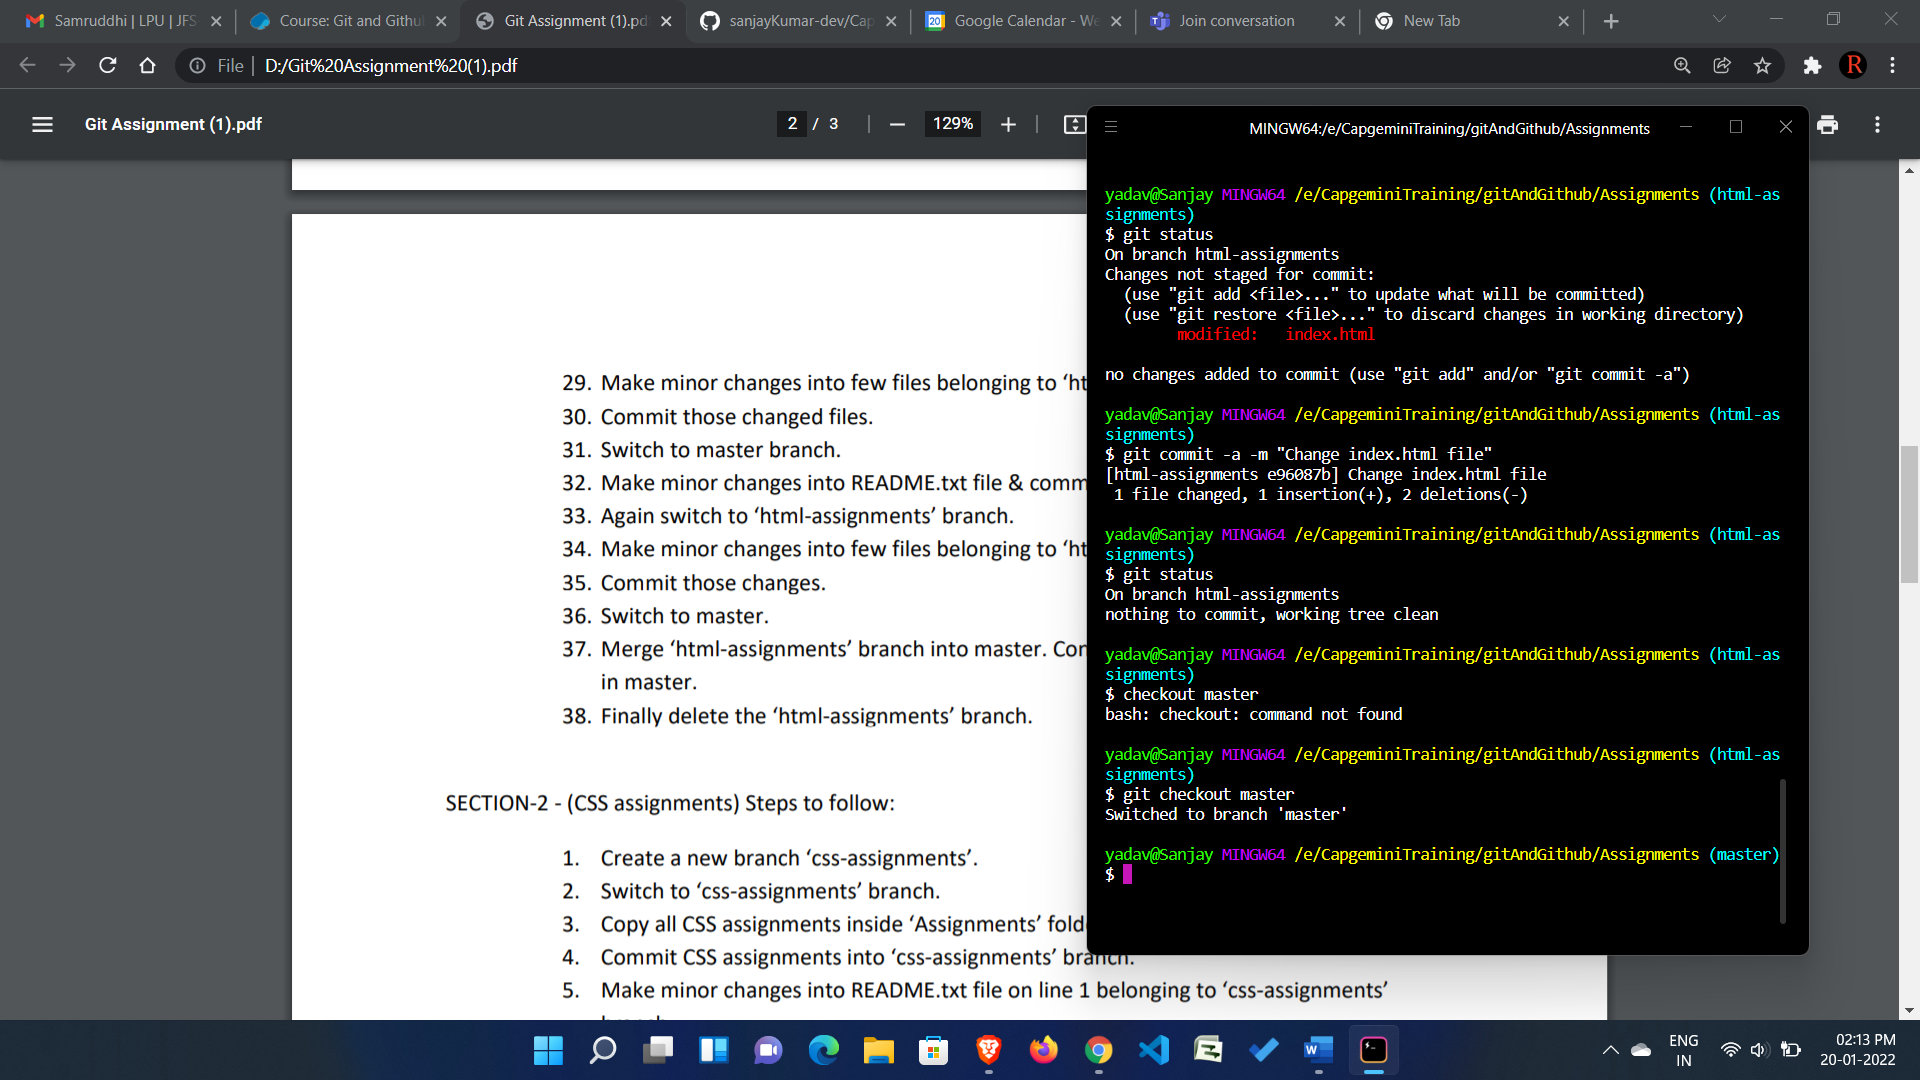 Samruddhi | LPU | JFS
Course: Git and Githu
Git Assignment (1).pd
sanjayKumar-dev/Cap
Google Calendar - We
Join conversation
New Tab
File
D:/Git%20Assignment%20(1).pdf
R
Git Assignment (1).pdf
2 / 3
129%
29. Make minor changes into few files belonging to ‘ht
30. Commit those changed files.
31. Switch to master branch.
32. Make minor changes into README.txt file & comm
33. Again switch to ‘html-assignments’ branch.
34. Make minor changes into few files belonging to ‘ht
35. Commit those changes.
36. Switch to master.
37. Merge ‘html-assignments’ branch into master. Con
in master.
38. Finally delete the ‘html-assignments’ branch.
SECTION-2 - (CSS assignments) Steps to follow:
1. Create a new branch ‘css-assignments’.
2. Switch to ‘css-assignments’ branch.
3. Copy all CSS assignments inside ‘Assignments’ fold
4. Commit CSS assignments into ‘css-assignments’ branch.
5. Make minor changes into README.txt file on line 1 belonging to ‘css-assignments’
MINGW64:/e/CapgeminiTraining/gitAndGithub/Assignments
yadav@Sanjay MINGW64 /e/CapgeminiTraining/gitAndGithub/Assignments (html-as
signments)
$ git status
On branch html-assignments
Changes not staged for commit:
(use "git add <file>..." to update what will be committed)
(use "git restore <file>..." to discard changes in working directory)
modified: index.html
no changes added to commit (use "git add" and/or "git commit -a")
yadav@Sanjay MINGW64 /e/CapgeminiTraining/gitAndGithub/Assignments (html-as
signments)
$ git commit -a -m "Change index.html file"
[html-assignments e96087b] Change index.html file
1 file changed, 1 insertion(+), 2 deletions(-)
yadav@Sanjay MINGW64 /e/CapgeminiTraining/gitAndGithub/Assignments (html-as
signments)
$ git status
On branch html-assignments
nothing to commit, working tree clean
yadav@Sanjay MINGW64 /e/CapgeminiTraining/gitAndGithub/Assignments (html-as
signments)
$ checkout master
bash: checkout: command not found
yadav@Sanjay MINGW64 /e/CapgeminiTraining/gitAndGithub/Assignments (html-as
signments)
$ git checkout master
Switched to branch 'master'
yadav@Sanjay MINGW64 /e/CapgeminiTraining/gitAndGithub/Assignments (master)
$
ENG
IN
02:13 PM
20-01-2022